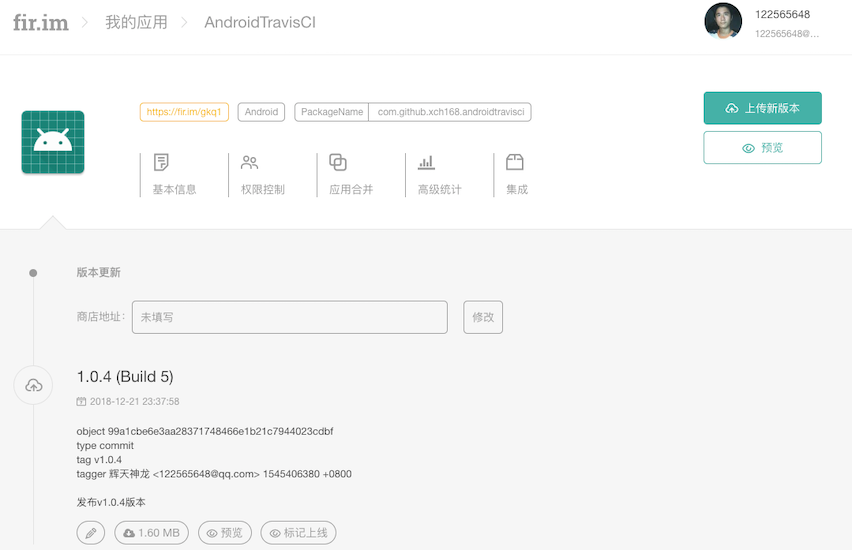 fir.im 我的应用 AndroidTravisCI
122565648
122565648@...
https://fir.im/gkq1 Android PackageName com.github.xch168.androidtravisci
上传新版本
预览
基本信息 权限控制 应用合并 高级统计 集成
版本更新
商店地址: 未填写 修改
1.0.4 (Build 5)
2018-12-21 23:37:58
object 99a1cbe6e3aa28371748466e1b21c7944023cdbf
type commit
tag v1.0.4
tagger 辉天神龙 <122565648@qq.com> 1545406380 +0800
发布v1.0.4版本
1.60 MB 预览 标记上线